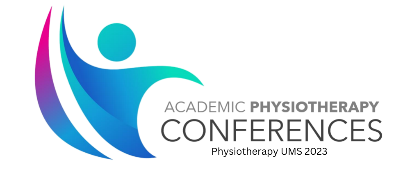 ACADEMIC PHYSIOTHERAPY
CONFERENCES
Physiotherapy UMS 2023